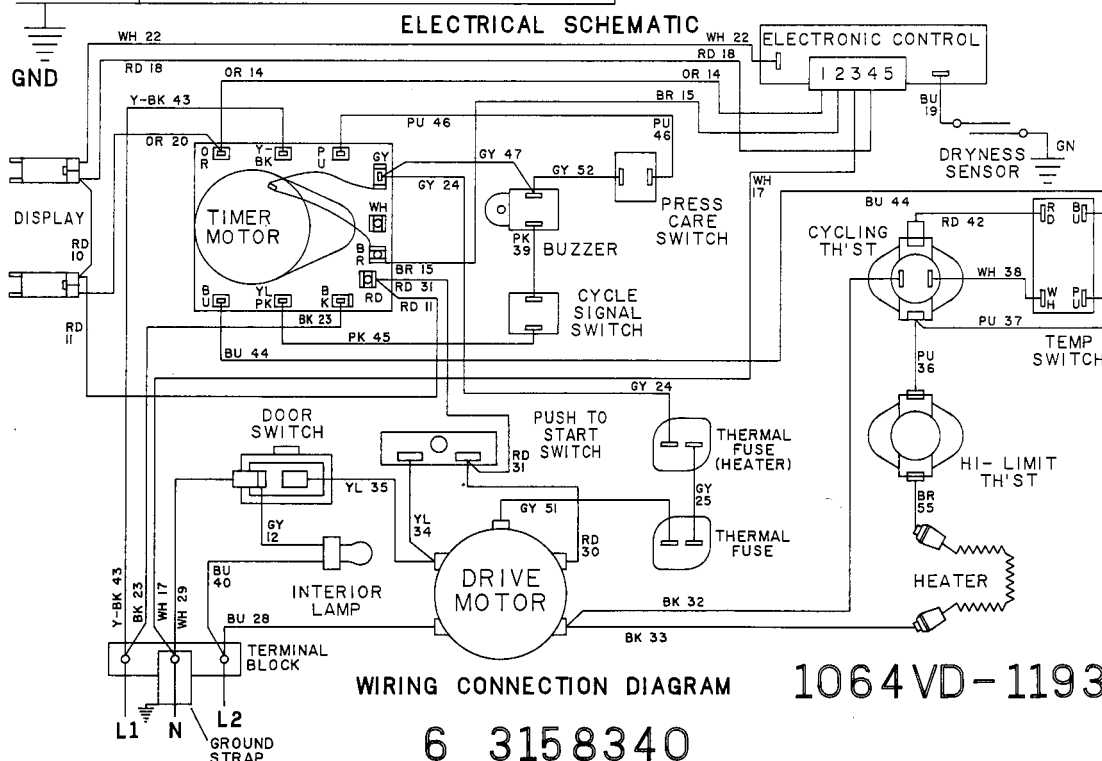 ELECTRICAL SCHEMATIC
GND
WH 22
RD 18
OR 14
Y-BK 43
OR 20
PU 46
PU 46
WH 22
RD 18
OR 14
BR 15
ELECTRONIC CONTROL
1 2 3 4 5
BU 19
DRYNESS SENSOR
GN
DISPLAY
RD 10
RD 11
OR
Y-BK
PU
GY
WH
BR
RD
BU
YL PK
BK
TIMER MOTOR
GY 47
GY 24
GY 52
PRESS CARE SWITCH
PK 39
BUZZER
CYCLE SIGNAL SWITCH
BR 15
RD 31
RD 11
BK 23
PK 45
BU 44
WH 17
BU 44
CYCLING TH'ST
RD 42
WH 38
PU 37
RD
BU
WH
PU
TEMP SWITCH
PU 36
HI-LIMIT TH'ST
BR 55
HEATER
GY 24
THERMAL FUSE (HEATER)
GY 25
THERMAL FUSE
DOOR SWITCH
YL 35
GY 12
INTERIOR LAMP
BU 40
PUSH TO START SWITCH
RD 31
YL 34
GY 51
RD 30
DRIVE MOTOR
BK 32
BK 33
BU 28
Y-BK 43
BK 23
WH 17
WH 29
TERMINAL BLOCK
L1
N
L2
GROUND STRAP
WIRING CONNECTION DIAGRAM
1064VD-1193
6 3158340